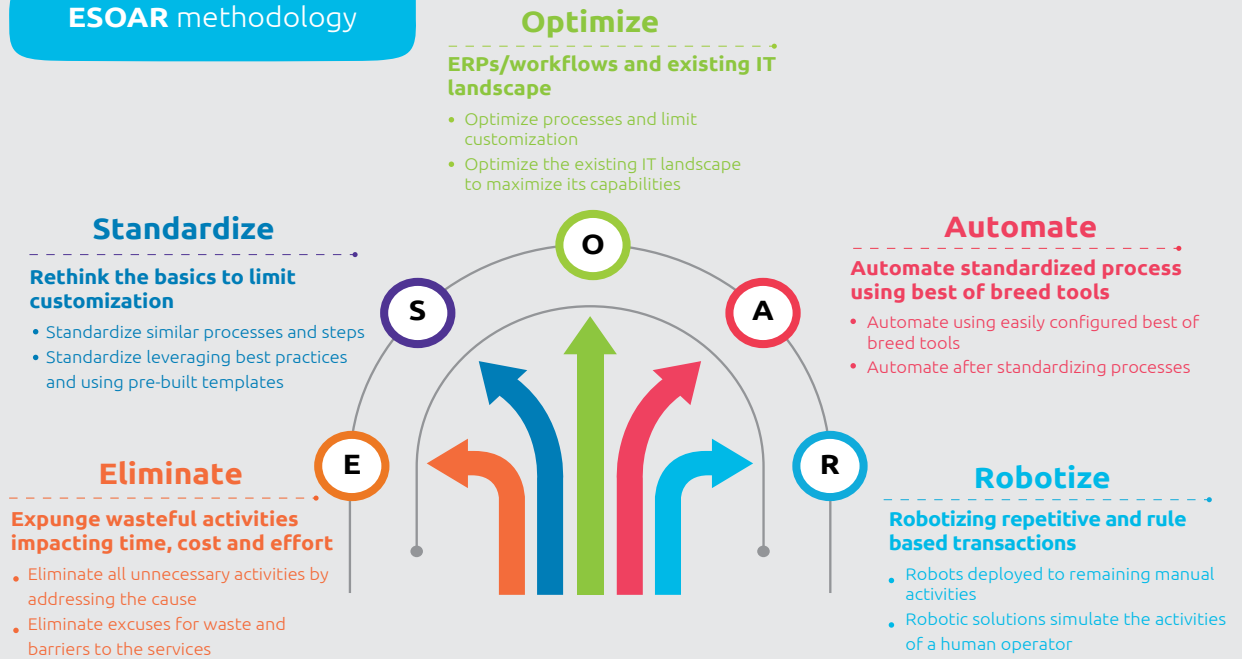 ESOAR methodology
Optimize
ERPs/workflows and existing IT
landscape
• Optimize processes and limit
customization
• Optimize the existing IT landscape
to maximize its capabilities
Standardize
Rethink the basics to limit
customization
• Standardize similar processes and steps
• Standardize leveraging best practices
and using pre-built templates
Automate
Automate standardized process
using best of breed tools
• Automate using easily configured best of
breed tools
• Automate after standardizing processes
O
S
A
E
R
Eliminate
Expunge wasteful activities
impacting time, cost and effort
• Eliminate all unnecessary activities by
addressing the cause
• Eliminate excuses for waste and
barriers to the services
Robotize
Robotizing repetitive and rule
based transactions
• Robots deployed to remaining manual
activities
• Robotic solutions simulate the activities
of a human operator